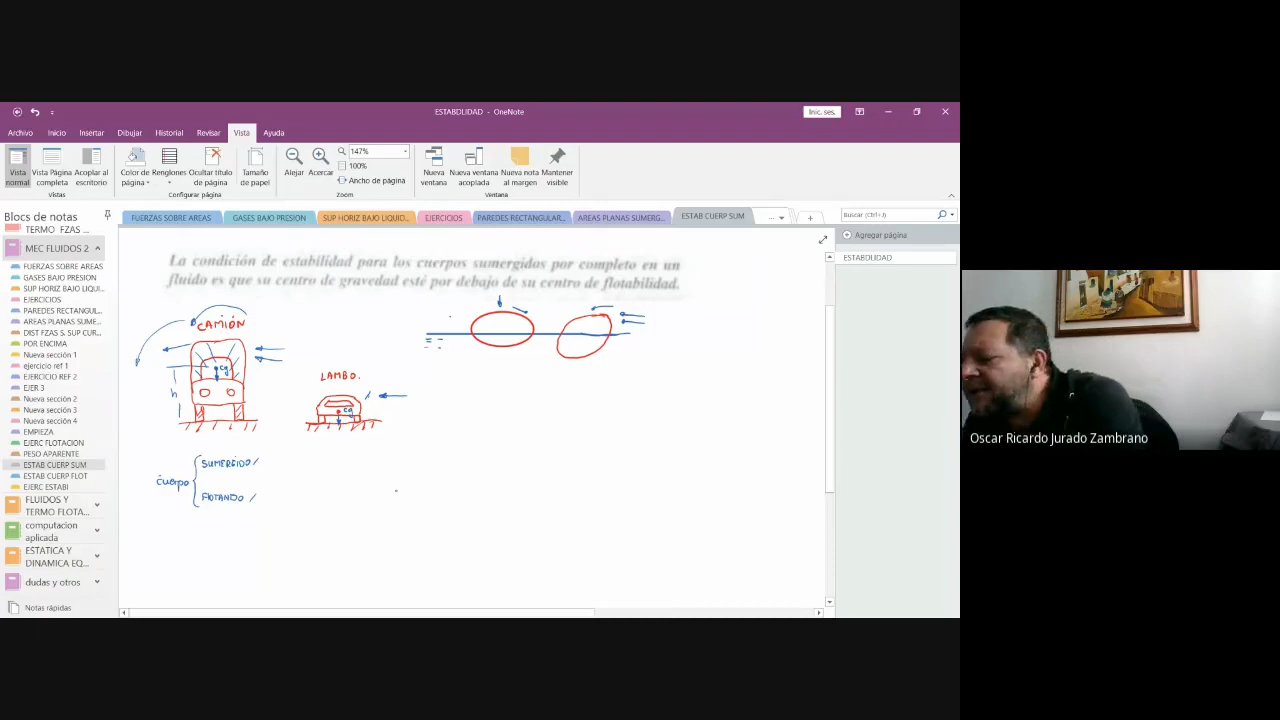 ESTABDLIDAD - OneNote
Inic. ses.
Archivo Inicio Insertar Dibujar Historial Revisar Vista Ayuda
Vista normal
Vista Página completa
Acoplar al escritorio
Vistas
Color de página
Renglones
Ocultar título de página
Configurar página
Tamaño de papel
Alejar
Acercar
147%
100%
Ancho de página
Zoom
Nueva ventana
Nueva ventana acoplada
Nueva nota al margen
Mantener visible
Ventana
Blocs de notas
FUERZAS SOBRE AREAS
GASES BAJO PRESION
SUP HORIZ BAJO LIQUID...
EJERCICIOS
PAREDES RECTANGULAR...
AREAS PLANAS SUMERG...
ESTAB CUERP SUM
...
Buscar (Ctrl+J)
Agregar página
ESTABDLIDAD
TERMO FZAS ...
MEC FLUIDOS 2
FUERZAS SOBRE AREAS
GASES BAJO PRESION
SUP HORIZ BAJO LIQUI...
EJERCICIOS
PAREDES RECTANGUL...
AREAS PLANAS SUME...
DIST FZAS S. SUP CUR...
POR ENCIMA
Nueva sección 1
ejercicio ref 1
EJERCICIO REF 2
EJER 3
Nueva sección 2
Nueva sección 3
Nueva sección 4
EMPIEZA
EJERC FLOTACION
PESO APARENTE
ESTAB CUERP SUM
ESTAB CUERP FLOT
EJERC ESTABI
FLUIDOS Y TERMO FLOTA...
computacion aplicada
ESTATICA Y DINAMICA EQ...
dudas y otros
Notas rápidas
La condición de estabilidad para los cuerpos sumergidos por completo en un
fluido es que su centro de gravedad esté por debajo de su centro de flotabilidad.
CAMIÓN
cg
h
LAMBO.
cg
cuerpo
SUMERGIDO
FLOTANDO
Oscar Ricardo Jurado Zambrano